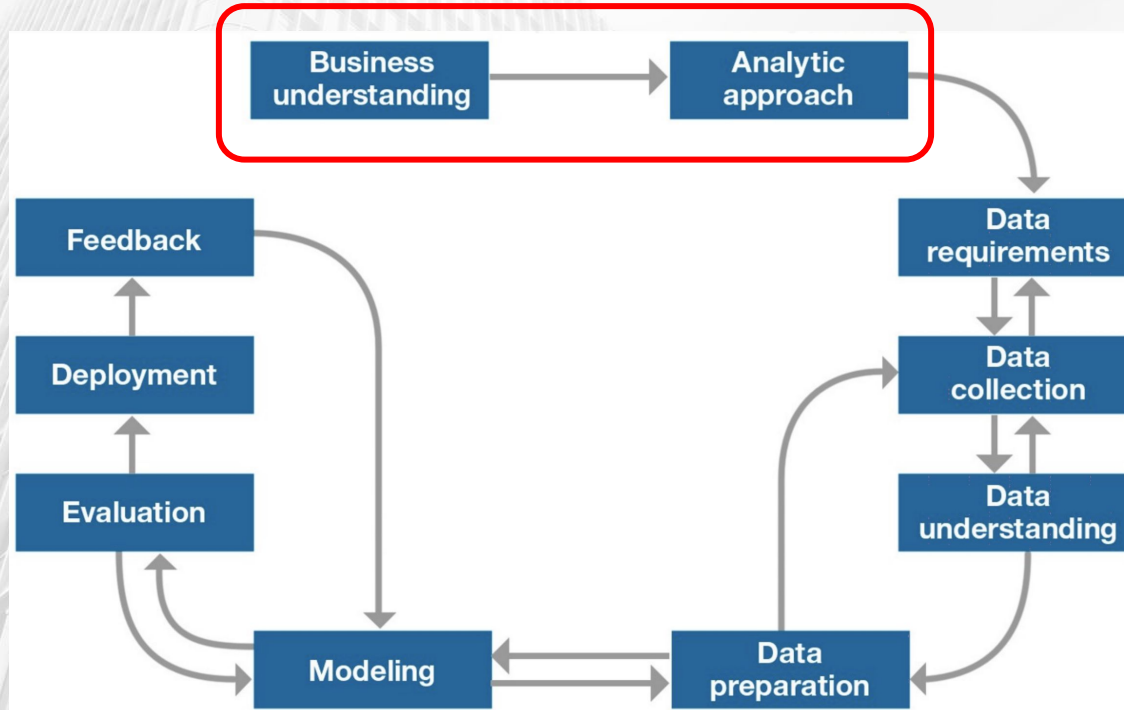 Business
understanding
Analytic
approach
Data
requirements
Data
collection
Data
understanding
Data
preparation
Modeling
Evaluation
Deployment
Feedback